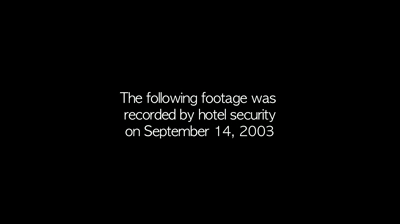 The following footage was
recorded by hotel security
on September 14, 2003